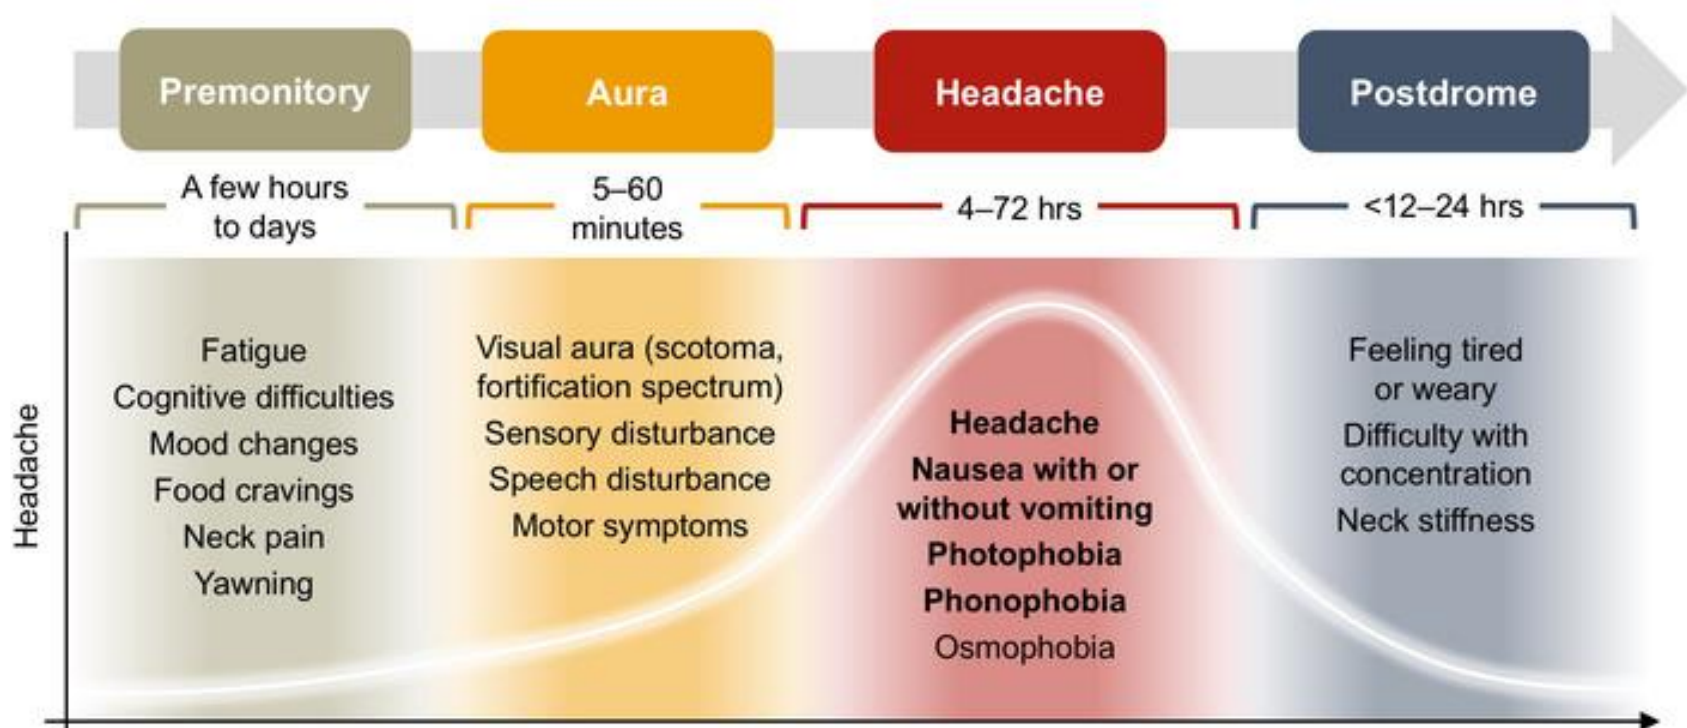 Premonitory
Aura
Headache
Postdrome
A few hours
to days
5–60
minutes
4–72 hrs
<12–24 hrs
Headache
Fatigue
Cognitive difficulties
Mood changes
Food cravings
Neck pain
Yawning
Visual aura (scotoma,
fortification spectrum)
Sensory disturbance
Speech disturbance
Motor symptoms
Headache
Nausea with or
without vomiting
Photophobia
Phonophobia
Osmophobia
Feeling tired
or weary
Difficulty with
concentration
Neck stiffness